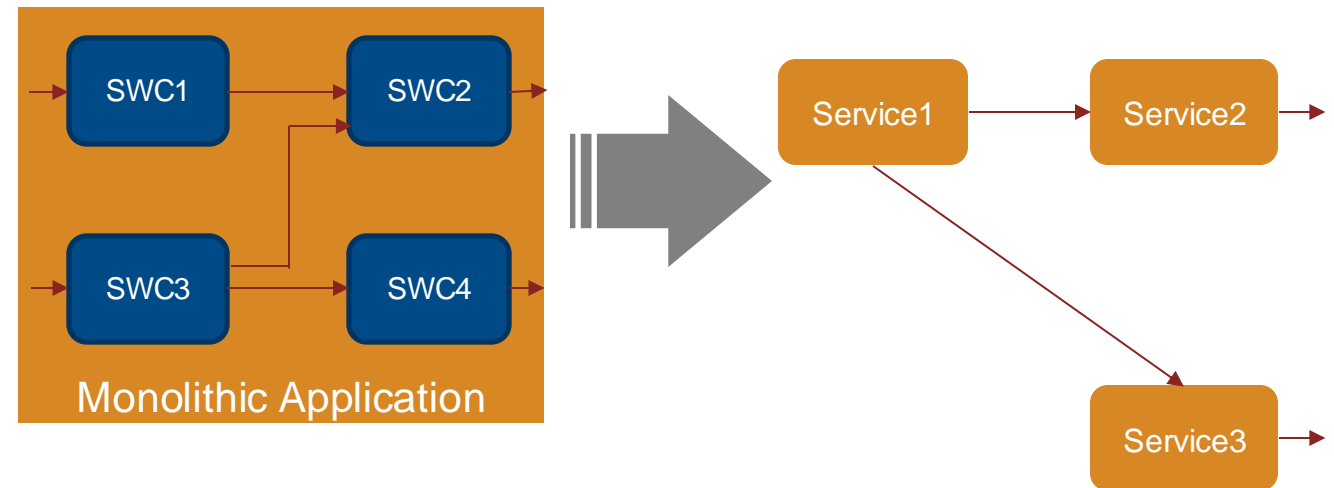 SWC1
SWC2
SWC3
SWC4
Monolithic Application
Service1
Service2
Service3